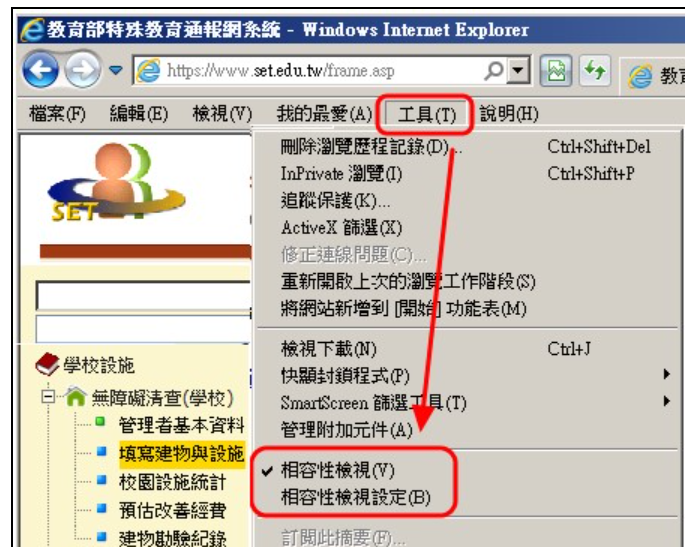 教育部特殊教育通報網系統 - Windows Internet Explorer
https://www.set.edu.tw/frame.asp
教育
檔案(F) 編輯(E) 檢視(V) 我的最愛(A) 工具(T) 說明(H)
刪除瀏覽歷程記錄(D)... Ctrl+Shift+Del
InPrivate 瀏覽(I) Ctrl+Shift+P
追蹤保護(K)...
ActiveX 篩選(X)
修正連線問題(C)...
重新開啟上次的瀏覽工作階段(S)
將網站新增到 [開始] 功能表(M)
檢視下載(N) Ctrl+J
快顯封鎖程式(P)
SmartScreen 篩選工具(T)
管理附加元件(A)
相容性檢視(V)
相容性檢視設定(B)
訂閱此摘要(F)...
SET
學校設施
無障礙清查(學校)
管理者基本資料
填寫建物與設施
校園設施統計
預估改善經費
建物勘驗紀錄